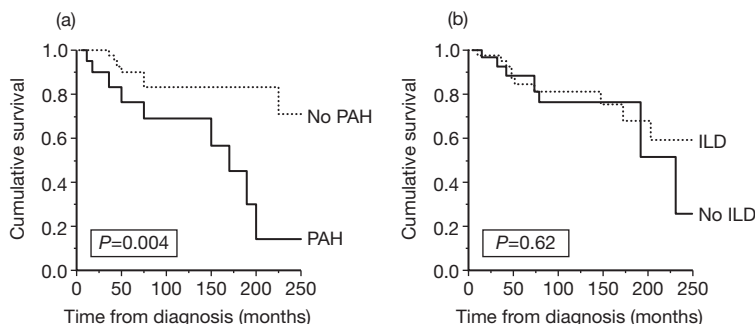 (a)
Cumulative survival
1.0
0.8
0.6
0.4
0.2
0.0
No PAH
PAH
P=0.004
0 50 100 150 200 250
Time from diagnosis (months)
(b)
Cumulative survival
1.0
0.8
0.6
0.4
0.2
0.0
ILD
No ILD
P=0.62
0 50 100 150 200 250
Time from diagnosis (months)